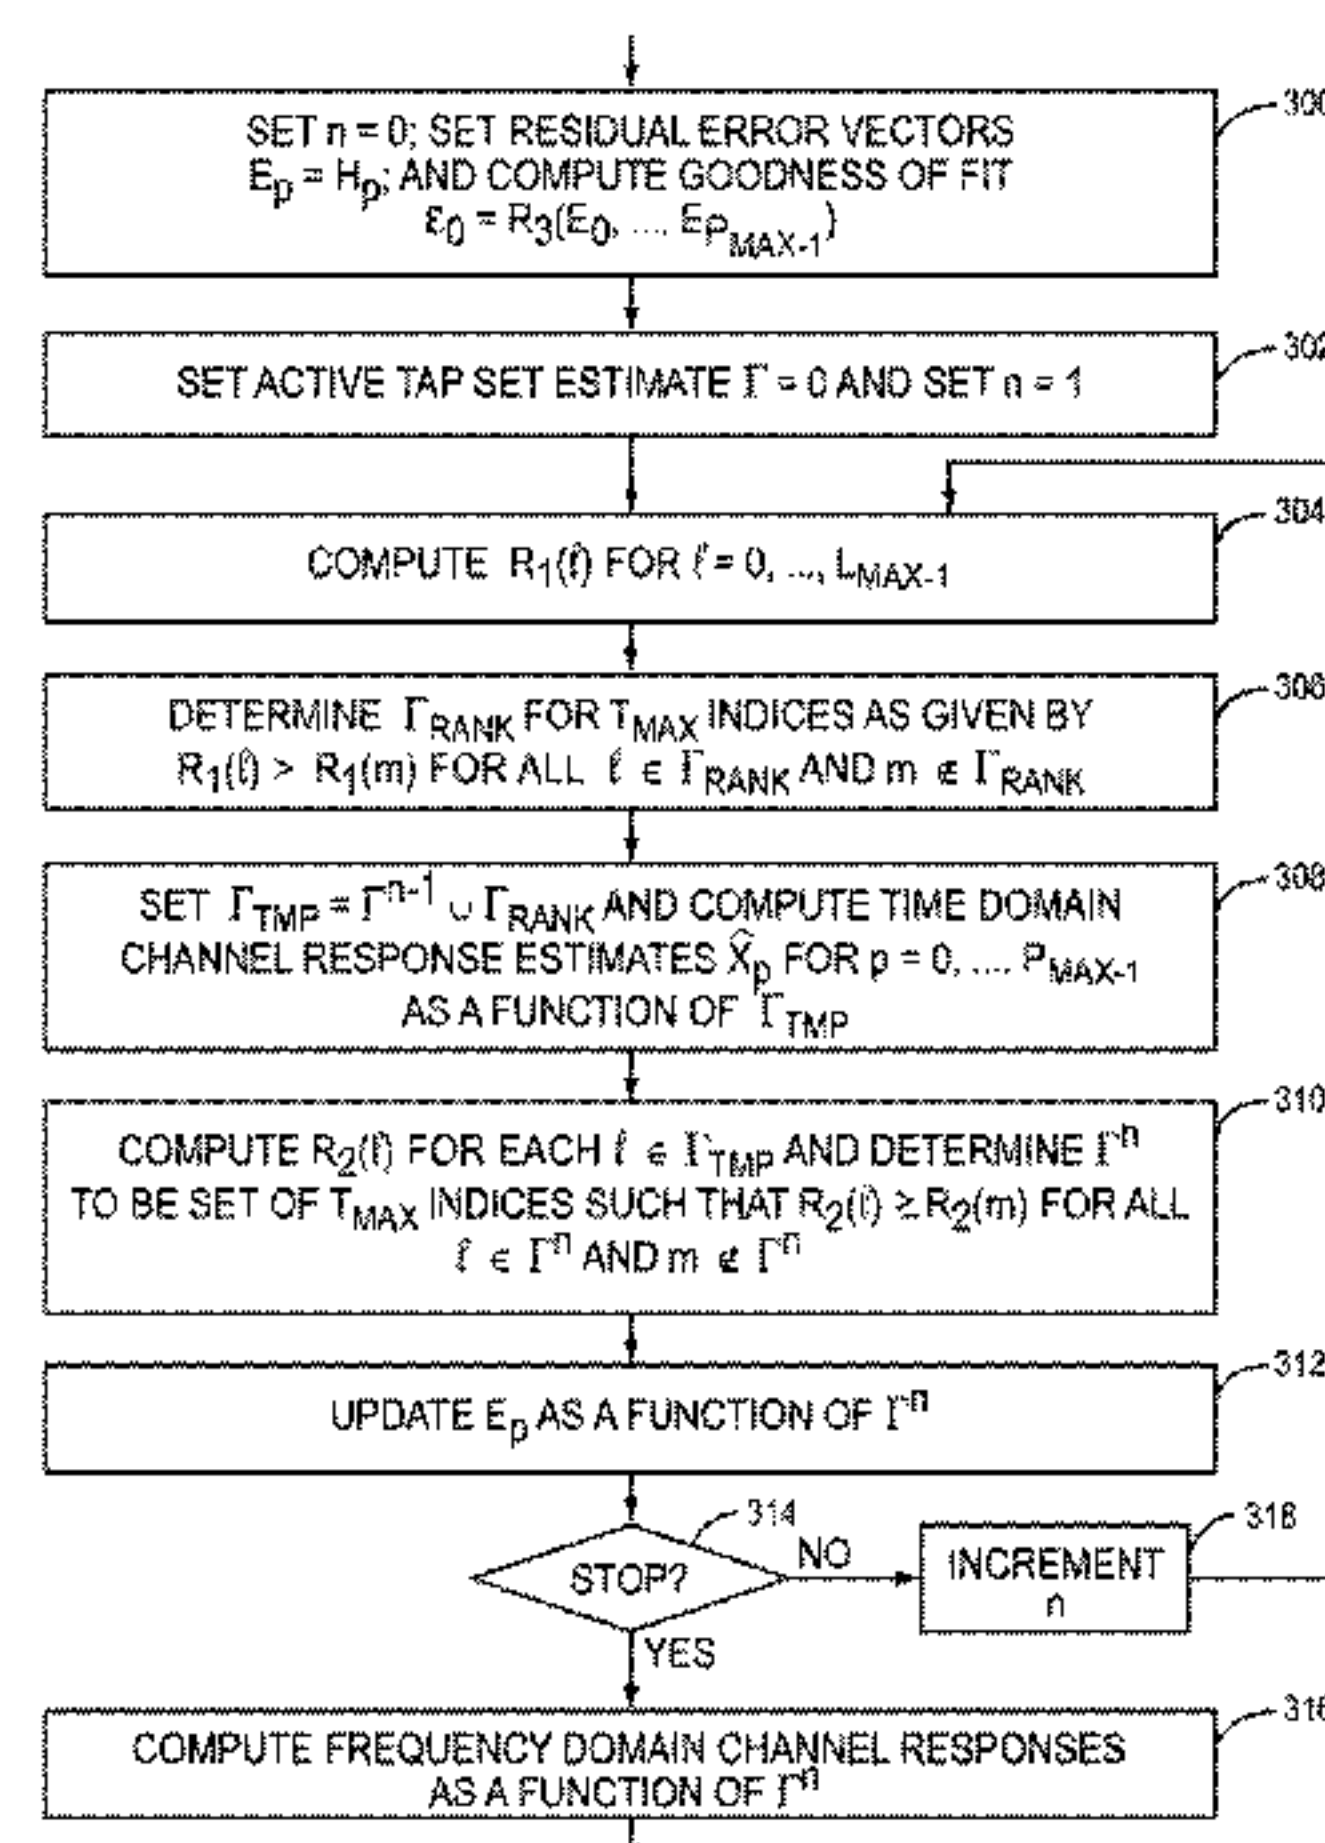 300
SET n = 0; SET RESIDUAL ERROR VECTORS
Ep = Hp; AND COMPUTE GOODNESS OF FIT
ε0 = R3(E0, .... EPMAX-1)
302
SET ACTIVE TAP SET ESTIMATE Γ = 0 AND SET n = 1
304
COMPUTE R1(ℓ) FOR ℓ = 0, ..., LMAX-1
306
DETERMINE ΓRANK FOR TMAX INDICES AS GIVEN BY
R1(ℓ) > R1(m) FOR ALL ℓ ∈ ΓRANK AND m ∉ ΓRANK
308
SET ΓTMP = Γn-1 ∪ ΓRANK AND COMPUTE TIME DOMAIN
CHANNEL RESPONSE ESTIMATES X̂p FOR p = 0, .... PMAX-1
AS A FUNCTION OF ΓTMP
310
COMPUTE R2(ℓ) FOR EACH ℓ ∈ ΓTMP AND DETERMINE Γn
TO BE SET OF TMAX INDICES SUCH THAT R2(ℓ) ≥ R2(m) FOR ALL
ℓ ∈ Γn AND m ∉ Γn
312
UPDATE Ep AS A FUNCTION OF Γn
314
STOP?
NO
318
INCREMENT
n
YES
316
COMPUTE FREQUENCY DOMAIN CHANNEL RESPONSES
AS A FUNCTION OF Γn